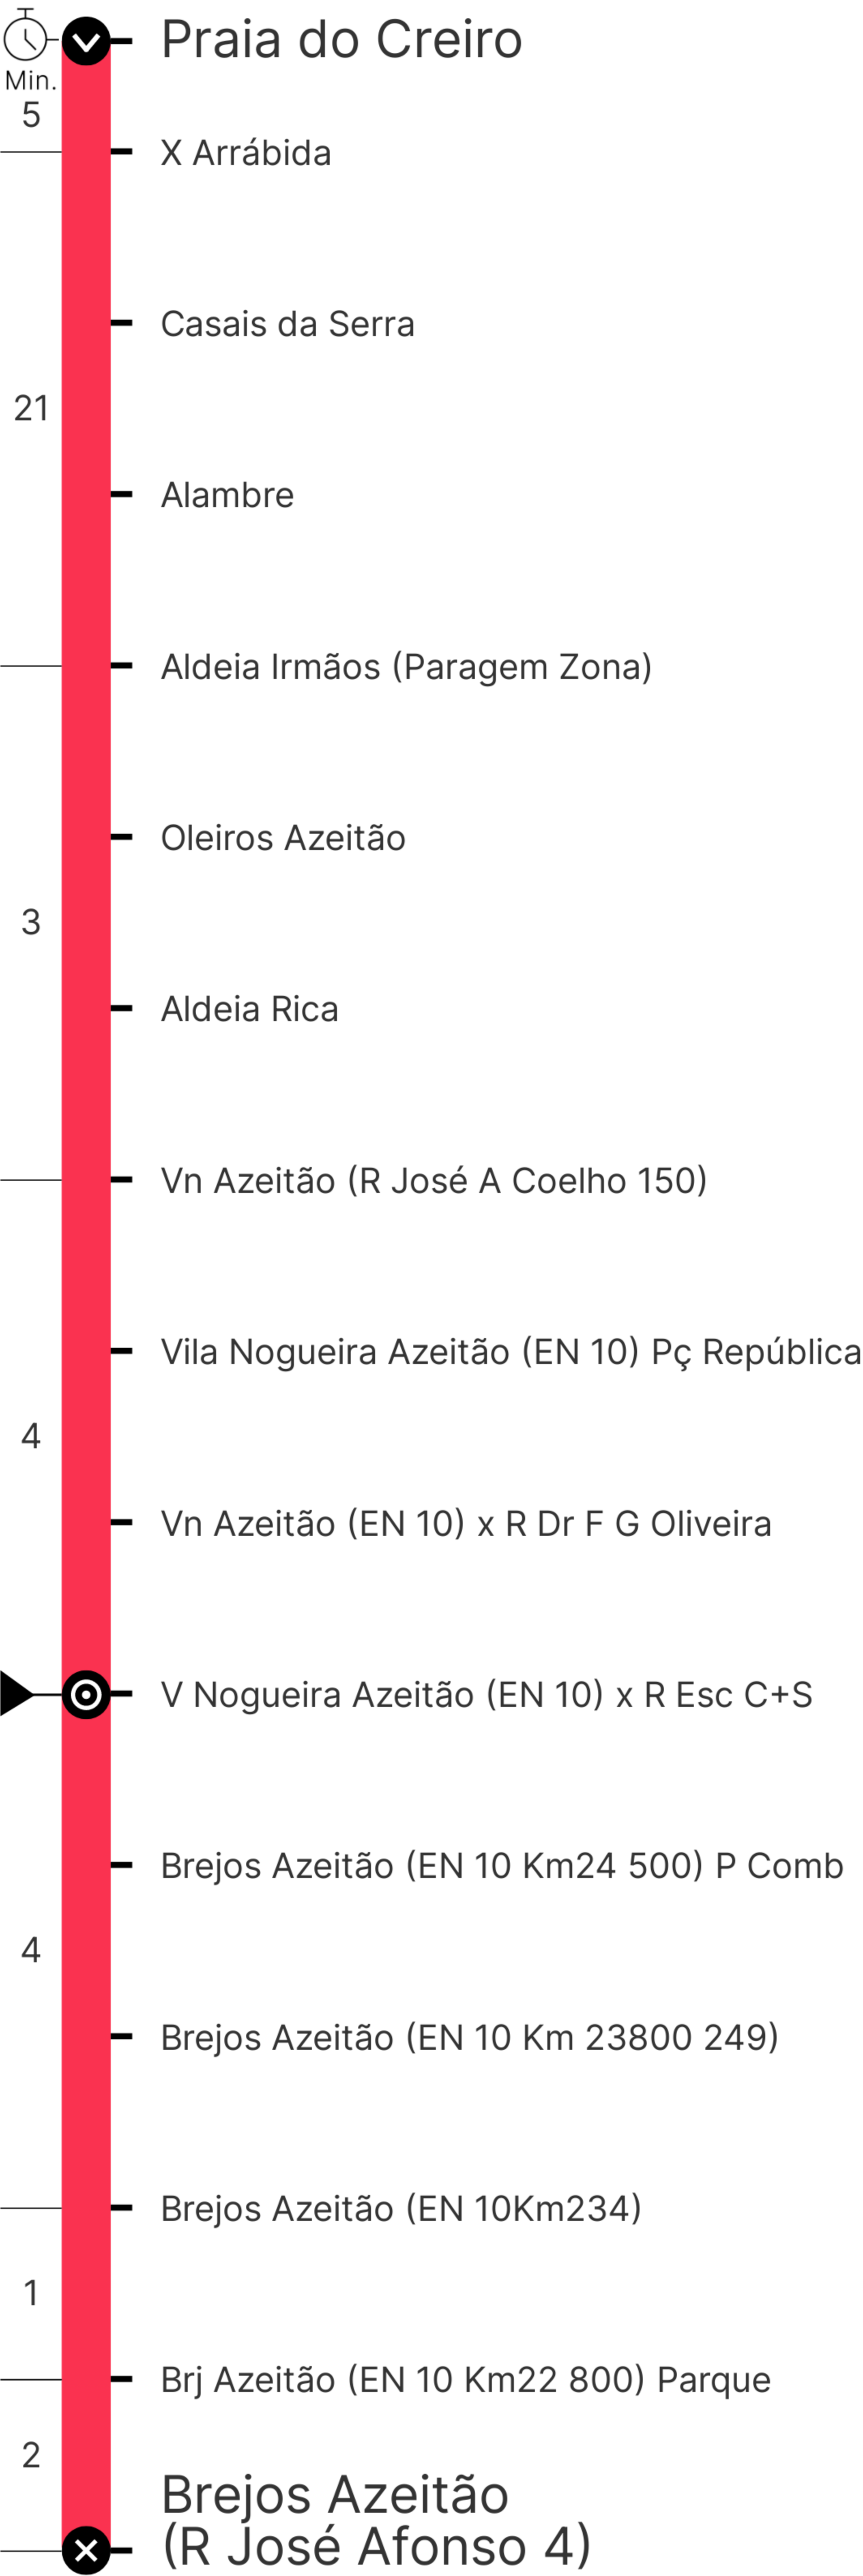 Praia do Creiro
Min.
5
X Arrábida
Casais da Serra
21
Alambre
Aldeia Irmãos (Paragem Zona)
Oleiros Azeitão
3
Aldeia Rica
Vn Azeitão (R José A Coelho 150)
Vila Nogueira Azeitão (EN 10) Pç República
4
Vn Azeitão (EN 10) x R Dr F G Oliveira
V Nogueira Azeitão (EN 10) x R Esc C+S
Brejos Azeitão (EN 10 Km24 500) P Comb
4
Brejos Azeitão (EN 10 Km 23800 249)
Brejos Azeitão (EN 10Km234)
1
Brj Azeitão (EN 10 Km22 800) Parque
2
Brejos Azeitão
(R José Afonso 4)